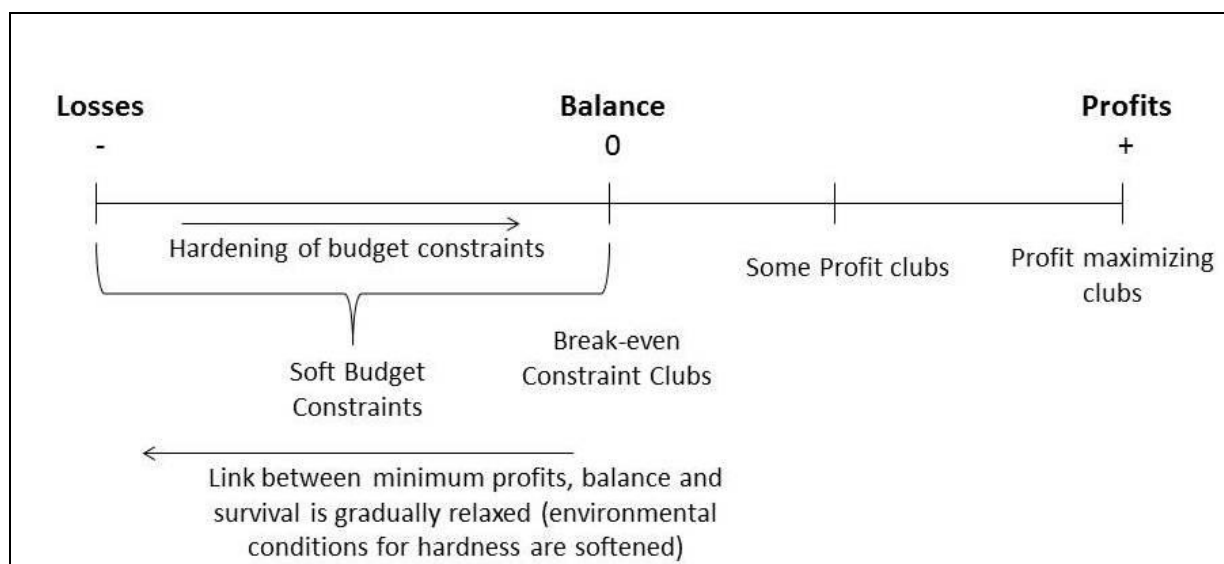 Losses
Balance
Profits
-
0
+
Hardening of budget constraints
Some Profit clubs
Profit maximizing
clubs
Break-even
Constraint Clubs
Soft Budget
Constraints
Link between minimum profits, balance and
survival is gradually relaxed (environmental
conditions for hardness are softened)